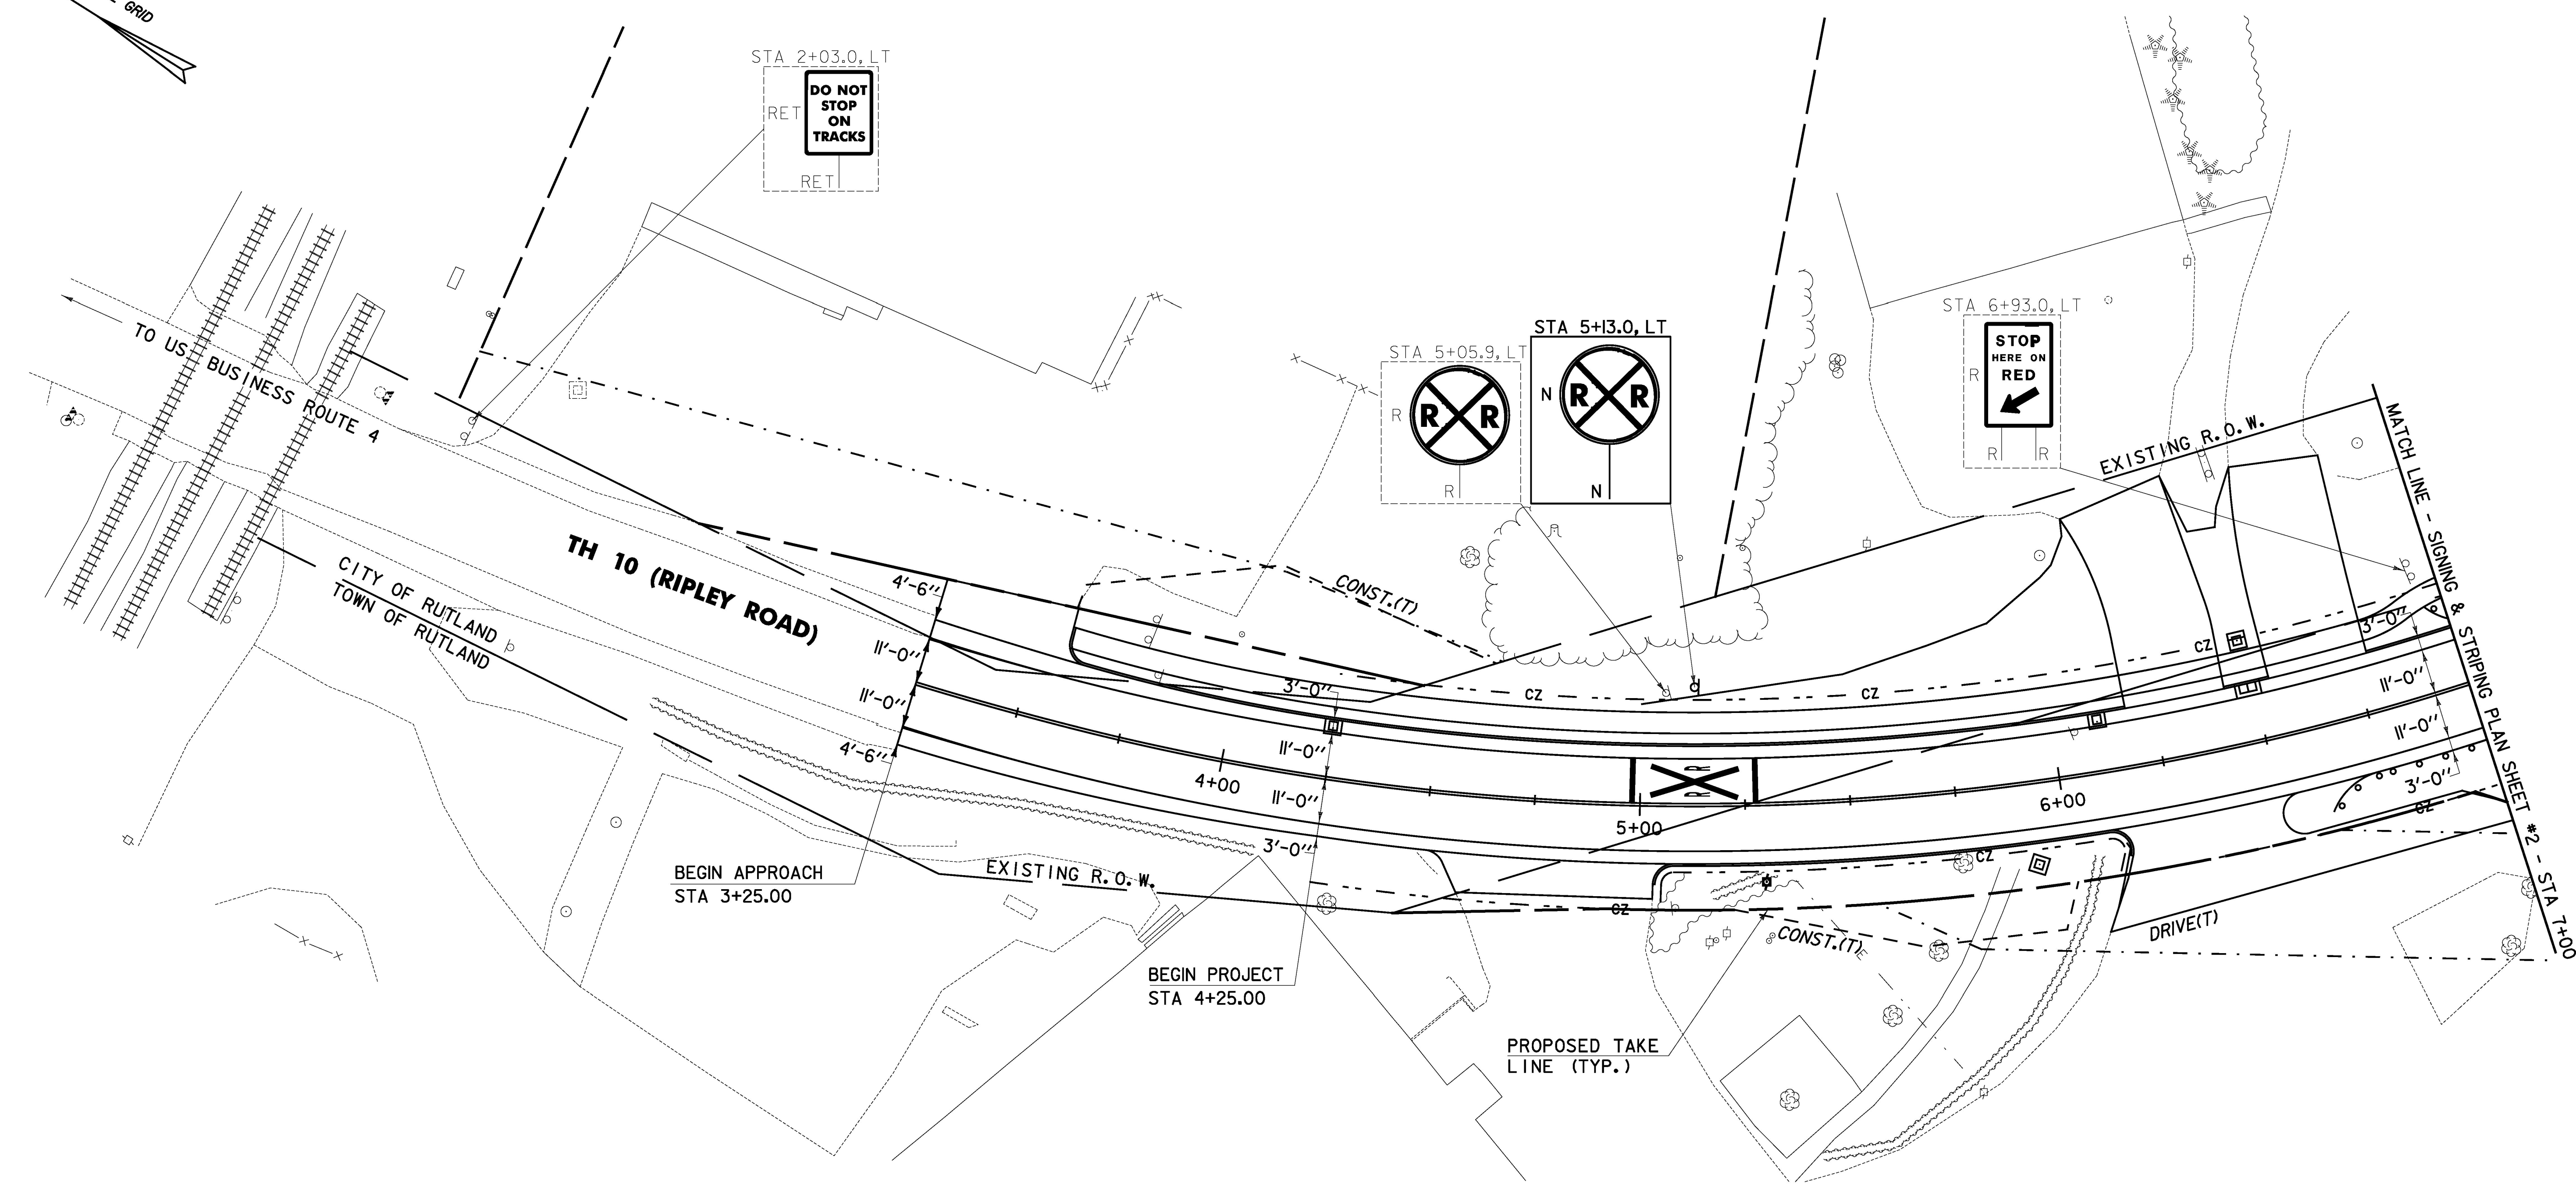 GRID
STA 2+03.0, LT
RET
DO NOT
STOP
ON
TRACKS
RET
TO US BUSINESS ROUTE 4
CITY OF RUTLAND
TOWN OF RUTLAND
TH 10 (RIPLEY ROAD)
4'-6"
11'-0"
11'-0"
4'-6"
BEGIN APPROACH
STA 3+25.00
EXISTING R.O.W.
4+00
CONST.(T)
3'-0"
11'-0"
11'-0"
3'-0"
BEGIN PROJECT
STA 4+25.00
STA 5+05.9, LT
R
R R
R
STA 5+13.0, LT
N
R R
N
CZ
CZ
CZ
R R
5+00
6+00
CZ
CZ
CONST.(T)
PROPOSED TAKE
LINE (TYP.)
DRIVE(T)
STA 6+93.0, LT
R
STOP
HERE ON
RED
R R
EXISTING R.O.W.
3'-0"
11'-0"
11'-0"
3'-0"
CZ
MATCH LINE - SIGNING & STRIPING PLAN SHEET #2 - STA 7+00